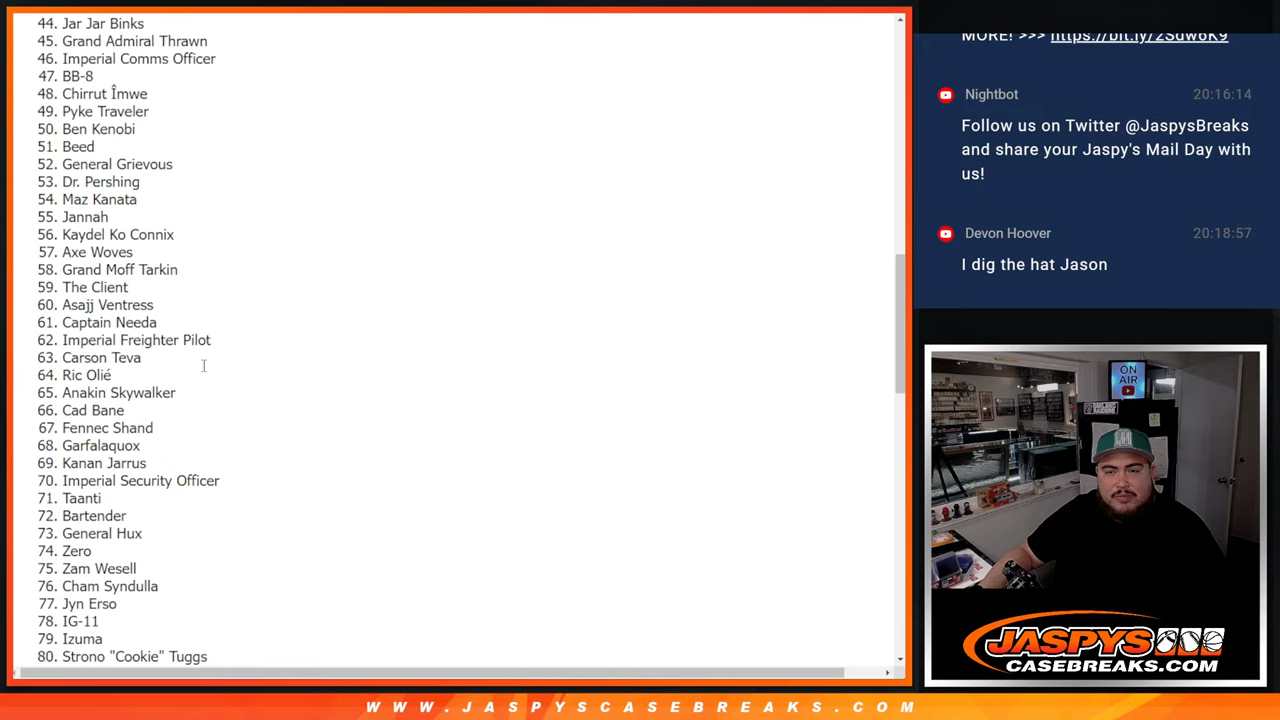 44. Jar Jar Binks
45. Grand Admiral Thrawn
46. Imperial Comms Officer
47. BB-8
48. Chirrut Îmwe
49. Pyke Traveler
50. Ben Kenobi
51. Beed
52. General Grievous
53. Dr. Pershing
54. Maz Kanata
55. Jannah
56. Kaydel Ko Connix
57. Axe Woves
58. Grand Moff Tarkin
59. The Client
60. Asajj Ventress
61. Captain Needa
62. Imperial Freighter Pilot
63. Carson Teva
64. Ric Olié
65. Anakin Skywalker
66. Cad Bane
67. Fennec Shand
68. Garfalaquox
69. Kanan Jarrus
70. Imperial Security Officer
71. Taanti
72. Bartender
73. General Hux
74. Zero
75. Zam Wesell
76. Cham Syndulla
77. Jyn Erso
78. IG-11
79. Izuma
80. Strono "Cookie" Tuggs
MORE! >>> https://bit.ly/2Sdw6K9
Nightbot 20:16:14
Follow us on Twitter @JaspysBreaks
and share your Jaspy's Mail Day with
us!
Devon Hoover 20:18:57
I dig the hat Jason
ON
AIR
JASPYS
CASEBREAKS.COM
WWW.JASPYSCASEBREAKS.COM